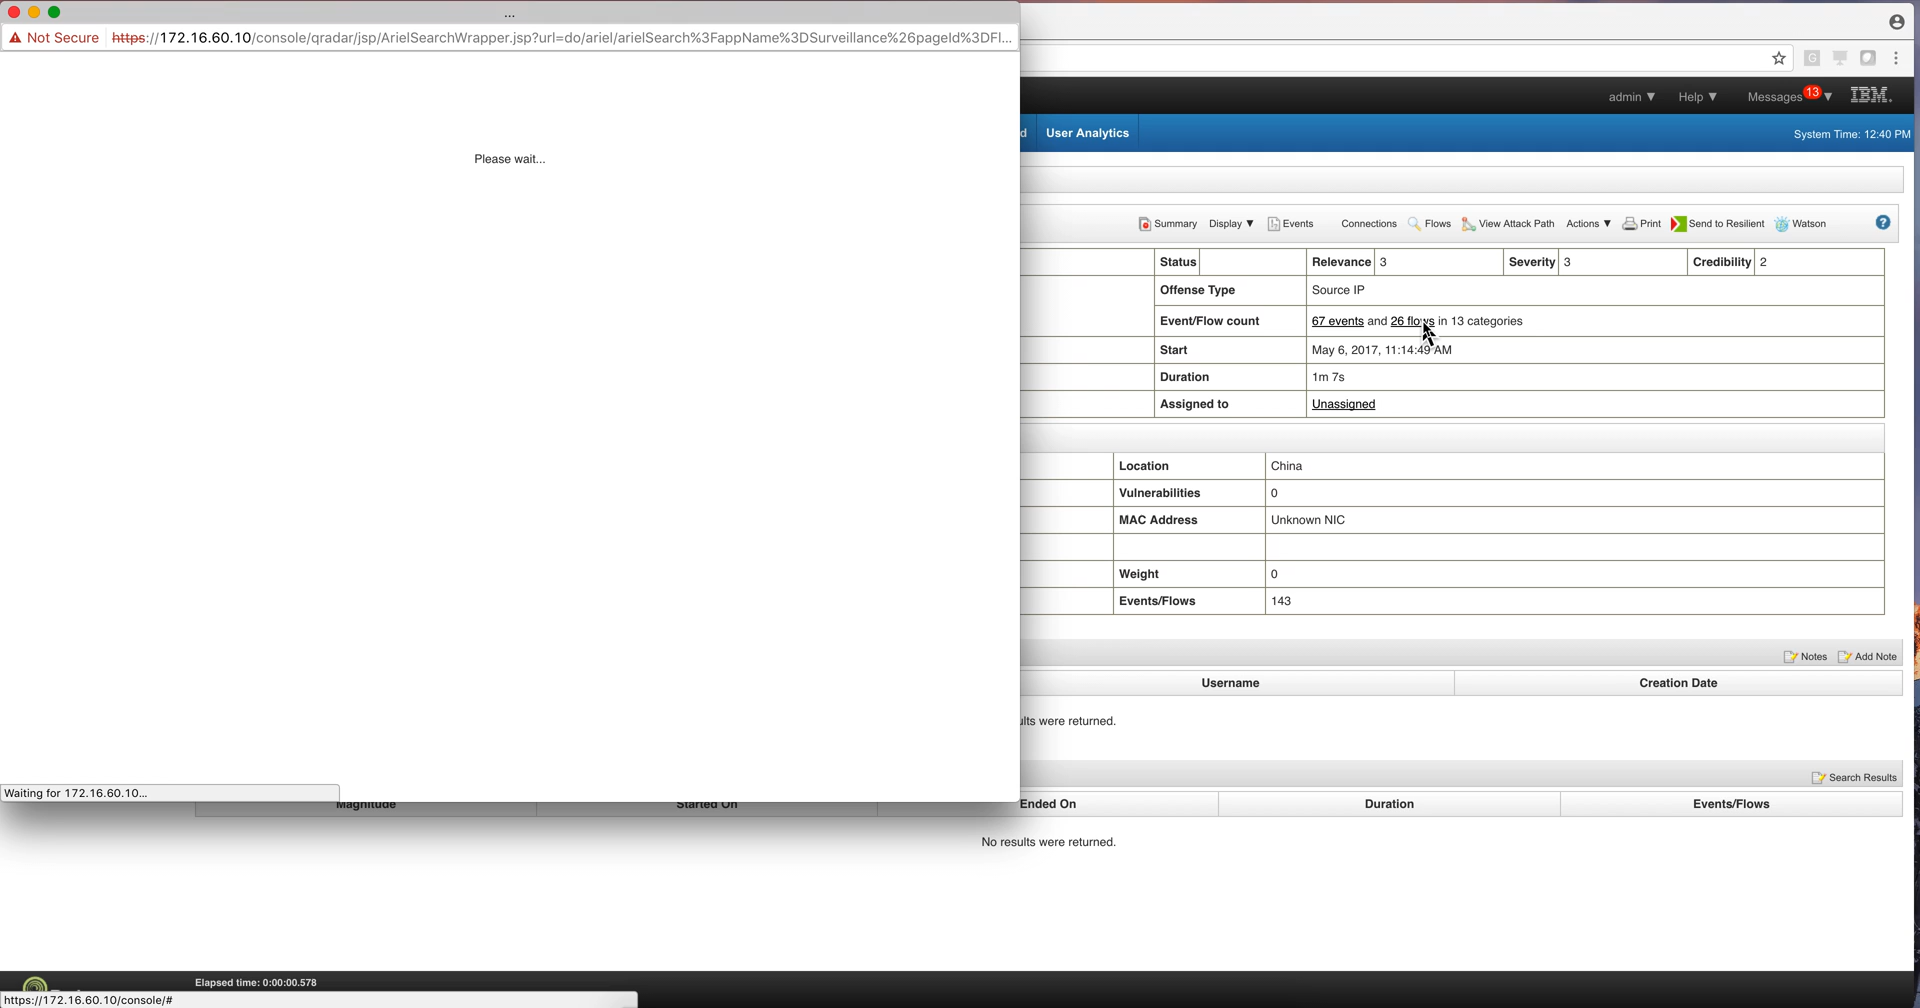 ...
Not Secure https://172.16.60.10/console/qradar/jsp/ArielSearchWrapper.jsp?url=do/ariel/arielSearch%3FappName%3DSurveillance%26pageId%3DFl...
Please wait...
Waiting for 172.16.60.10...
admin ▼ Help ▼ Messages 13 ▼ IBM.
d User Analytics System Time: 12:40 PM
Summary Display ▼ Events Connections Flows View Attack Path Actions ▼ Print Send to Resilient Watson ?
Status Relevance 3 Severity 3 Credibility 2
Offense Type Source IP
Event/Flow count 67 events and 26 flows in 13 categories
Start May 6, 2017, 11:14:49 AM
Duration 1m 7s
Assigned to Unassigned
Location China
Vulnerabilities 0
MAC Address Unknown NIC
Weight 0
Events/Flows 143
Notes Add Note
Username Creation Date
ults were returned.
Search Results
Magnitude Started On Ended On Duration Events/Flows
No results were returned.
Elapsed time: 0:00:00.578
https://172.16.60.10/console/#